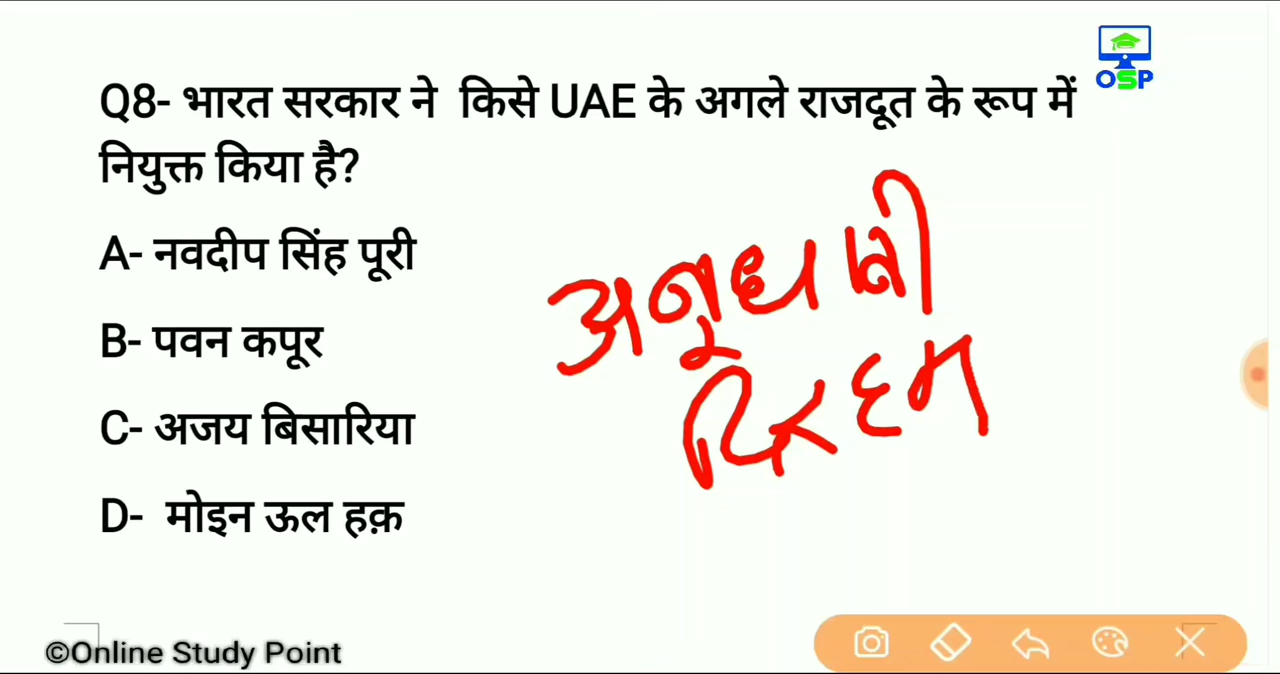 OSP
Q8- भारत सरकार ने किसे UAE के अगले राजदूत के रूप में
नियुक्त किया है?
A- नवदीप सिंह पूरी
B- पवन कपूर
C- अजय बिसारिया
D- मोइन ऊल हक़
©Online Study Point